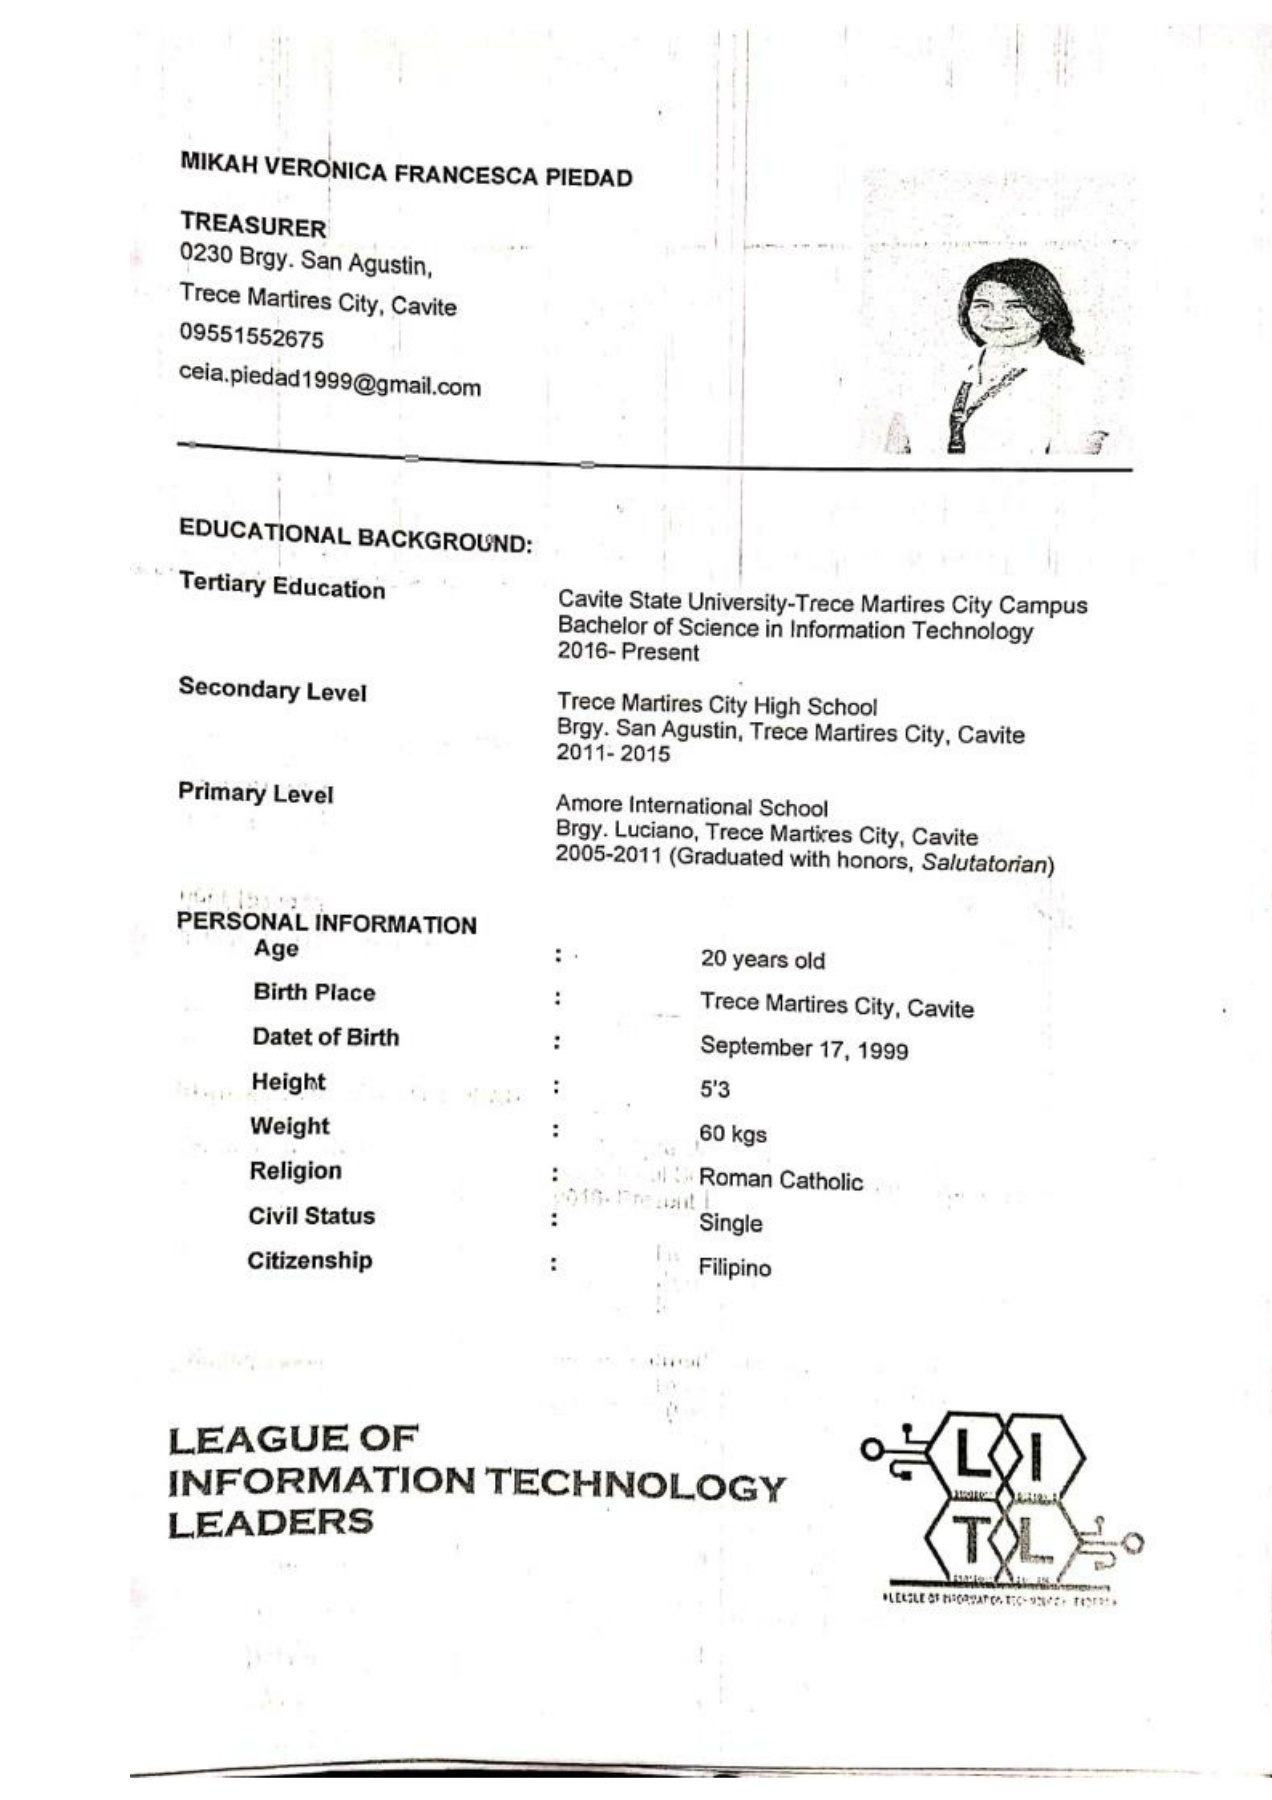 MIKAH VERONICA FRANCESCA PIEDAD
TREASURER
0230 Brgy. San Agustin,
Trece Martires City, Cavite
09551552675
ceia.piedad1999@gmail.com
EDUCATIONAL BACKGROUND:
Tertiary Education
Cavite State University-Trece Martires City Campus
Bachelor of Science in Information Technology
2016- Present
Secondary Level
Trece Martires City High School
Brgy. San Agustin, Trece Martires City, Cavite
2011- 2015
Primary Level
Amore International School
Brgy. Luciano, Trece Martires City, Cavite
2005-2011 (Graduated with honors, Salutatorian)
PERSONAL INFORMATION
Age : 20 years old
Birth Place : Trece Martires City, Cavite
Datet of Birth : September 17, 1999
Height : 5'3
Weight : 60 kgs
Religion : Roman Catholic
Civil Status : Single
Citizenship : Filipino
LEAGUE OF
INFORMATION TECHNOLOGY
LEADERS
L I
T L
LEAGUE OF INFORMATION